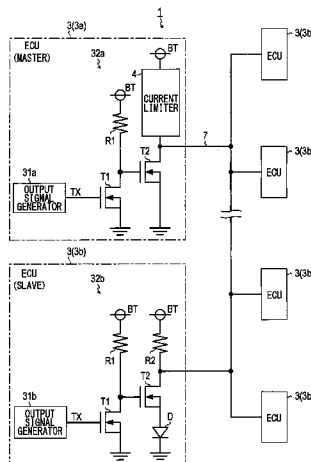 1
3(3a)
ECU
(MASTER)
32a
BT
BT
4
CURRENT
LIMITER
R1
T2
7
31a
T1
OUTPUT
SIGNAL
GENERATOR
TX
3(3b)
ECU
(SLAVE)
32b
BT
BT
R1
R2
T2
31b
T1
OUTPUT
SIGNAL
GENERATOR
TX
D
3(3b
ECU
3(3b
ECU
3(3b
ECU
3(3b
ECU